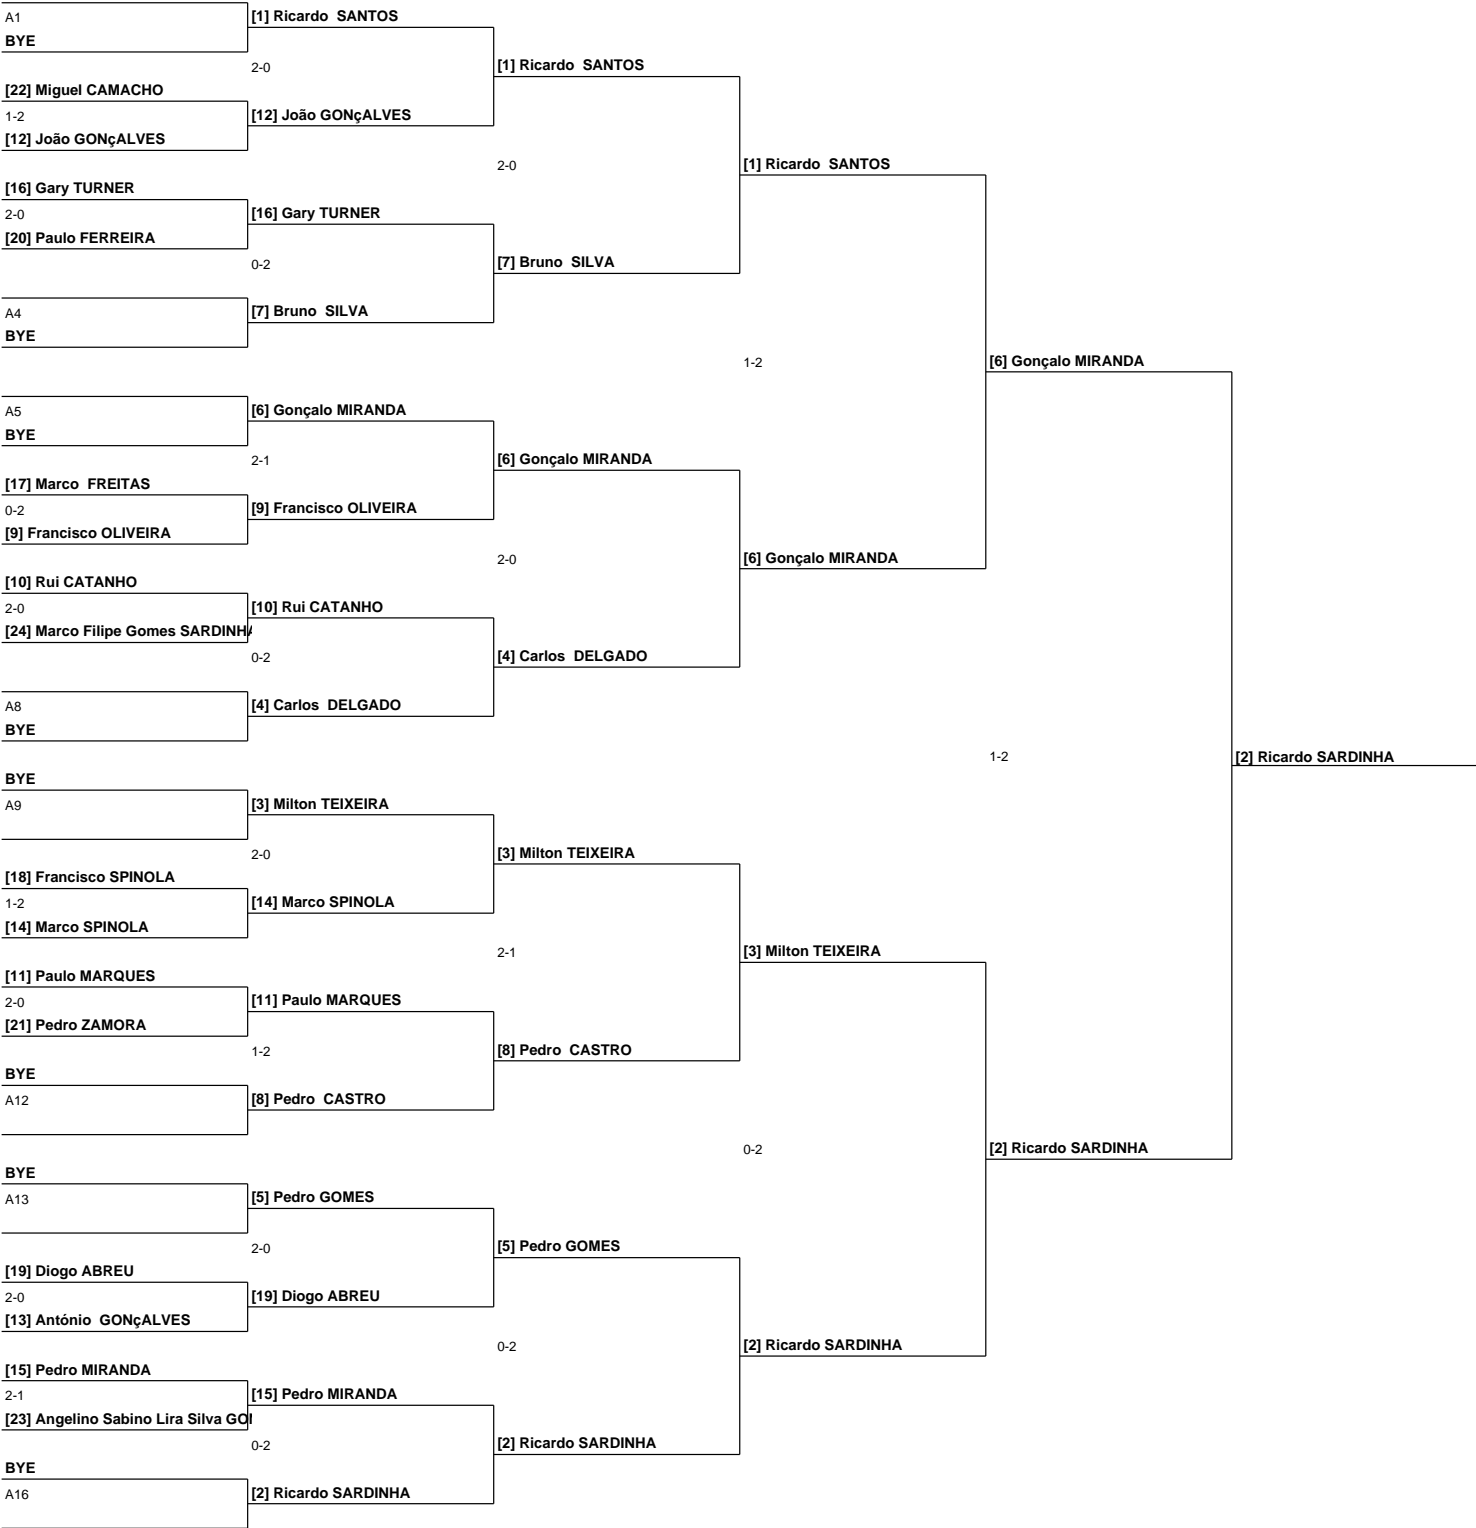 A1
BYE
[22] Miguel CAMACHO
1-2
[12] João GONçALVES
[16] Gary TURNER
2-0
[20] Paulo FERREIRA
A4
BYE
A5
BYE
[17] Marco FREITAS
0-2
[9] Francisco OLIVEIRA
[10] Rui CATANHO
2-0
[24] Marco Filipe Gomes SARDINHA
A8
BYE
BYE
A9
[18] Francisco SPINOLA
1-2
[14] Marco SPINOLA
[11] Paulo MARQUES
2-0
[21] Pedro ZAMORA
BYE
A12
BYE
A13
[19] Diogo ABREU
2-0
[13] António GONçALVES
[15] Pedro MIRANDA
2-1
[23] Angelino Sabino Lira Silva
BYE
A16
[1] Ricardo SANTOS
2-0
[12] João GONçALVES
[16] Gary TURNER
0-2
[7] Bruno SILVA
[6] Gonçalo MIRANDA
2-1
[9] Francisco OLIVEIRA
[10] Rui CATANHO
0-2
[4] Carlos DELGADO
[3] Milton TEIXEIRA
2-0
[14] Marco SPINOLA
[11] Paulo MARQUES
1-2
[8] Pedro CASTRO
[5] Pedro GOMES
2-0
[19] Diogo ABREU
[15] Pedro MIRANDA
0-2
[2] Ricardo SARDINHA
[1] Ricardo SANTOS
2-0
[7] Bruno SILVA
[6] Gonçalo MIRANDA
2-0
[4] Carlos DELGADO
[3] Milton TEIXEIRA
2-1
[8] Pedro CASTRO
[5] Pedro GOMES
0-2
[2] Ricardo SARDINHA
[1] Ricardo SANTOS
1-2
[6] Gonçalo MIRANDA
[3] Milton TEIXEIRA
0-2
[2] Ricardo SARDINHA
[6] Gonçalo MIRANDA
1-2
[2] Ricardo SARDINHA
[2] Ricardo SARDINHA